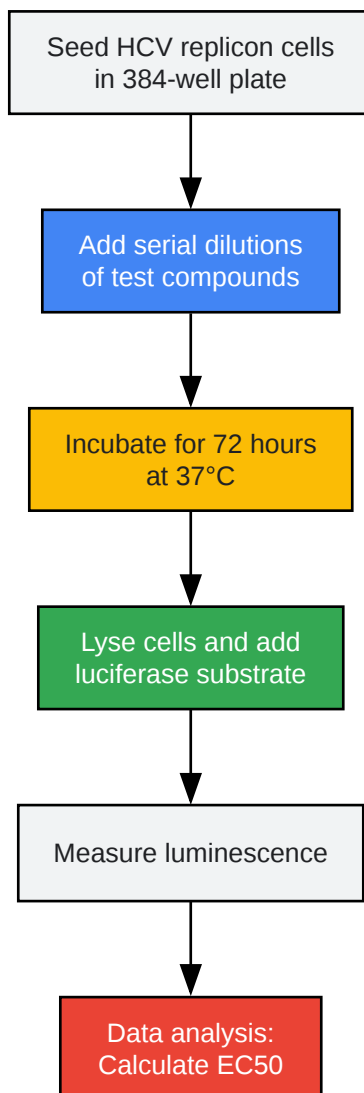 Seed HCV replicon cells
in 384-well plate
Add serial dilutions
of test compounds
Incubate for 72 hours
at 37°C
Lyse cells and add
luciferase substrate
Measure luminescence
Data analysis:
Calculate EC50